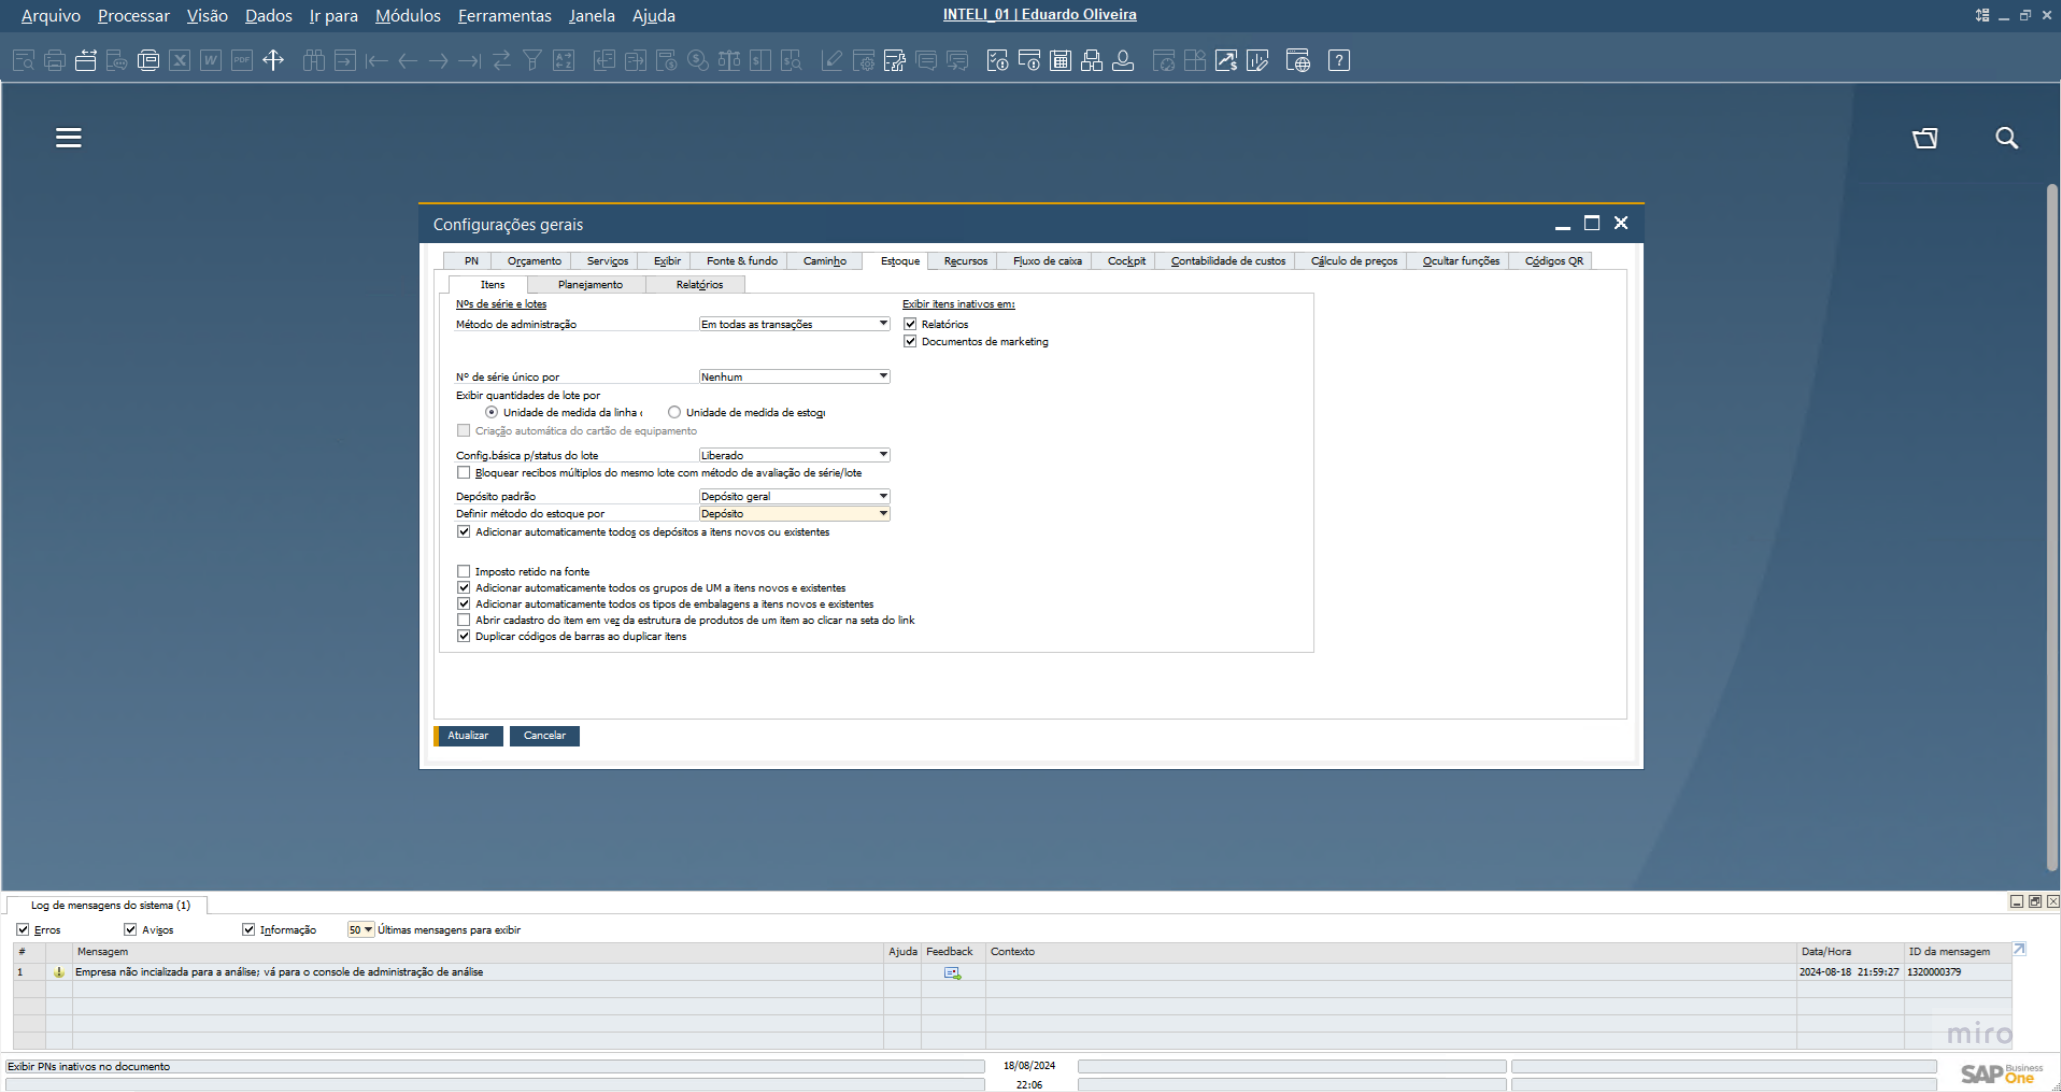 Arquivo Processar Visão Dados Ir para Módulos Ferramentas Janela Ajuda
INTELI_01 | Eduardo Oliveira
Configurações gerais
PN Orçamento Serviços Exibir Fonte & fundo Caminho Estoque Recursos Fluxo de caixa Cockpit Contabilidade de custos Cálculo de preços Ocultar funções Códigos QR
Itens Planejamento Relatórios
Nºs de série e lotes
Exibir itens inativos em:
Método de administração Em todas as transações
Relatórios
Documentos de marketing
Nº de série único por Nenhum
Exibir quantidades de lote por
Unidade de medida da linha Unidade de medida de estoqu
Criação automática do cartão de equipamento
Config.básica p/status do lote Liberado
Bloquear recibos múltiplos do mesmo lote com método de avaliação de série/lote
Depósito padrão Depósito geral
Definir método do estoque por Depósito
Adicionar automaticamente todos os depósitos a itens novos ou existentes
Imposto retido na fonte
Adicionar automaticamente todos os grupos de UM a itens novos e existentes
Adicionar automaticamente todos os tipos de embalagens a itens novos e existentes
Abrir cadastro do item em vez da estrutura de produtos de um item ao clicar na seta do link
Duplicar códigos de barras ao duplicar itens
Atualizar Cancelar
Log de mensagens do sistema (1)
Erros Avisos Informação 50 Últimas mensagens para exibir
# Mensagem Ajuda Feedback Contexto Data/Hora ID da mensagem
1 Empresa não incializada para a análise; vá para o console de administração de análise 2024-08-18 21:59:27 1320000379
miro
Exibir PNs inativos no documento 18/08/2024
22:06
SAP Business One